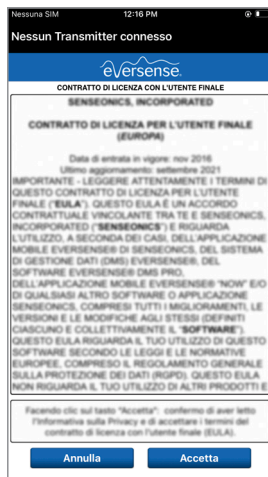 Nessuna SIM 12:16 PM
Nessun Transmitter connesso
eversense.
CONTRATTO DI LICENZA CON L'UTENTE FINALE
SENSEONICS, INCORPORATED
CONTRATTO DI LICENZA PER L'UTENTE FINALE
(EUROPA)
Data di entrata in vigore: nov 2016
Ultimo aggiornamento: settembre 2021
IMPORTANTE - LEGGERE ATTENTAMENTE I TERMINI DI
QUESTO CONTRATTO DI LICENZA PER L'UTENTE
FINALE ("EULA"). QUESTO EULA È UN ACCORDO
CONTRATTUALE VINCOLANTE TRA TE E SENSEONICS,
INCORPORATED ("SENSEONICS") E RIGUARDA
L'UTILIZZO, A SECONDA DEI CASI, DELL'APPLICAZIONE
MOBILE EVERSENSE® DI SENSEONICS, DEL SISTEMA
DI GESTIONE DATI (DMS) EVERSENSE®, DEL
SOFTWARE EVERSENSE® DMS PRO,
DELL'APPLICAZIONE MOBILE EVERSENSE® "NOW" E/O
DI QUALSIASI ALTRO SOFTWARE O APPLICAZIONE
SENSEONICS, COMPRESI TUTTI I MIGLIORAMENTI, LE
VERSIONI E LE MODIFICHE AGLI STESSI (DEFINITI
CIASCUNO E COLLETTIVAMENTE IL "SOFTWARE").
QUESTO EULA RIGUARDA IL TUO UTILIZZO DI QUESTO
SOFTWARE SECONDO LE LEGGI E LE NORMATIVE
EUROPEE, COMPRESO IL REGOLAMENTO GENERALE
SULLA PROTEZIONE DEI DATI (RGPD). QUESTO EULA
NON RIGUARDA IL TUO UTILIZZO DI ALTRI PRODOTTI E
Facendo clic sul tasto "Accetta": confermo di aver letto
l'Informativa sulla Privacy e di accettare i termini del
contratto di licenza con l'utente finale (EULA).
Annulla Accetta